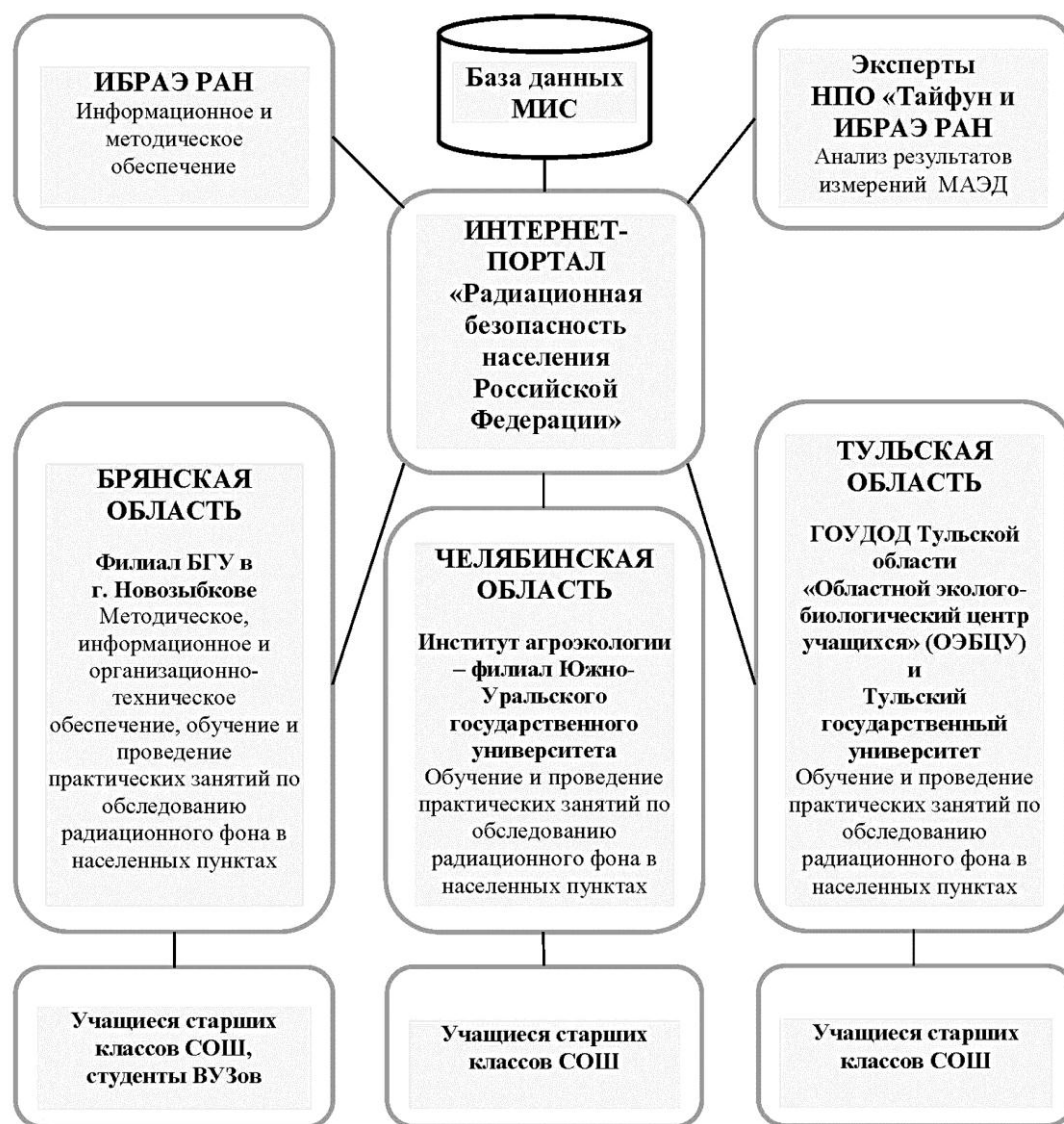 ИБРАЭ РАН
Информационное и
методическое
обеспечение
База данных
МИС
Эксперты
НПО «Тайфун и
ИБРАЭ РАН
Анализ результатов
измерений МАЭД
ИНТЕРНЕТ-
ПОРТАЛ
«Радиационная
безопасность
населения
Российской
Федерации»
БРЯНСКАЯ
ОБЛАСТЬ
Филиал БГУ в
г. Новозыбкове
Методическое,
информационное и
организационно-
техническое
обеспечение, обучение и
проведение
практических занятий по
обследованию
радиационного фона в
населенных пунктах
ЧЕЛЯБИНСКАЯ
ОБЛАСТЬ
Институт агроэкологии
– филиал Южно-
Уральского
государственного
университета
Обучение и проведение
практических занятий по
обследованию
радиационного фона в
населенных пунктах
ТУЛЬСКАЯ
ОБЛАСТЬ
ГОУДОД Тульской
области
«Областной эколого-
биологический центр
учащихся» (ОЭБЦУ)
и
Тульский
государственный
университет
Обучение и проведение
практических занятий по
обследованию
радиационного фона в
населенных пунктах
Учащиеся старших
классов СОШ,
студенты ВУЗов
Учащиеся старших
классов СОШ
Учащиеся старших
классов СОШ